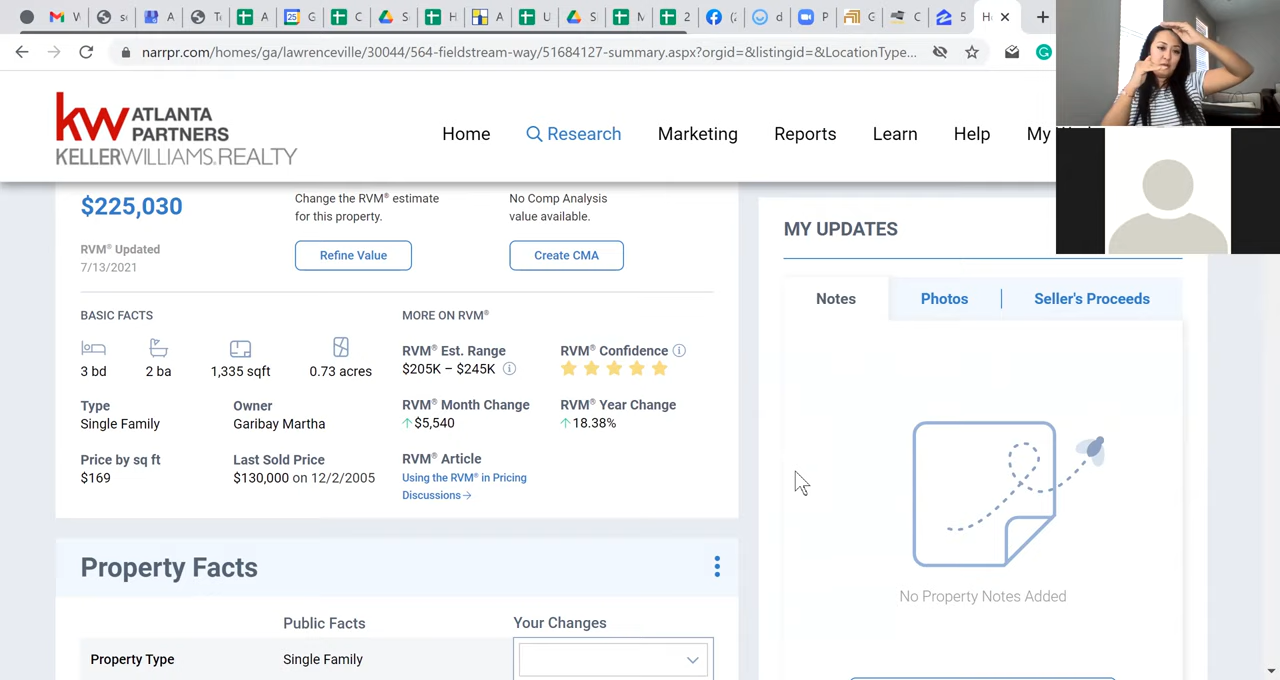 narrpr.com/homes/ga/lawrenceville/30044/564-fieldstream-way/51684127-summary.aspx?orgid=&listingid=&LocationType...
kw ATLANTA
PARTNERS
KELLERWILLIAMS. REALTY
Home Research Marketing Reports Learn Help My
$225,030
RVM® Updated
7/13/2021
Change the RVM® estimate
for this property.
Refine Value
No Comp Analysis
value available.
Create CMA
BASIC FACTS
3 bd 2 ba 1,335 sqft 0.73 acres
Type
Single Family
Owner
Garibay Martha
Price by sq ft
$169
Last Sold Price
$130,000 on 12/2/2005
MORE ON RVM®
RVM® Est. Range
$205K – $245K
RVM® Confidence
RVM® Month Change
$5,540
RVM® Year Change
18.38%
RVM® Article
Using the RVM® in Pricing
Discussions
MY UPDATES
Notes Photos Seller's Proceeds
No Property Notes Added
Property Facts
Public Facts Your Changes
Property Type Single Family